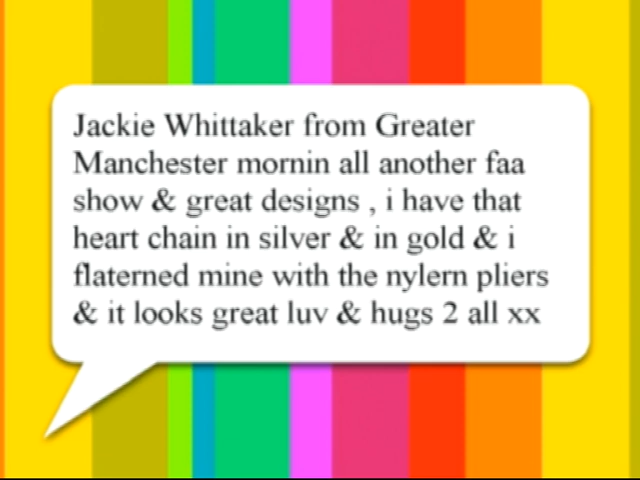 Jackie Whittaker from Greater
Manchester mornin all another faa
show & great designs , i have that
heart chain in silver & in gold & i
flaterned mine with the nylern pliers
& it looks great luv & hugs 2 all xx